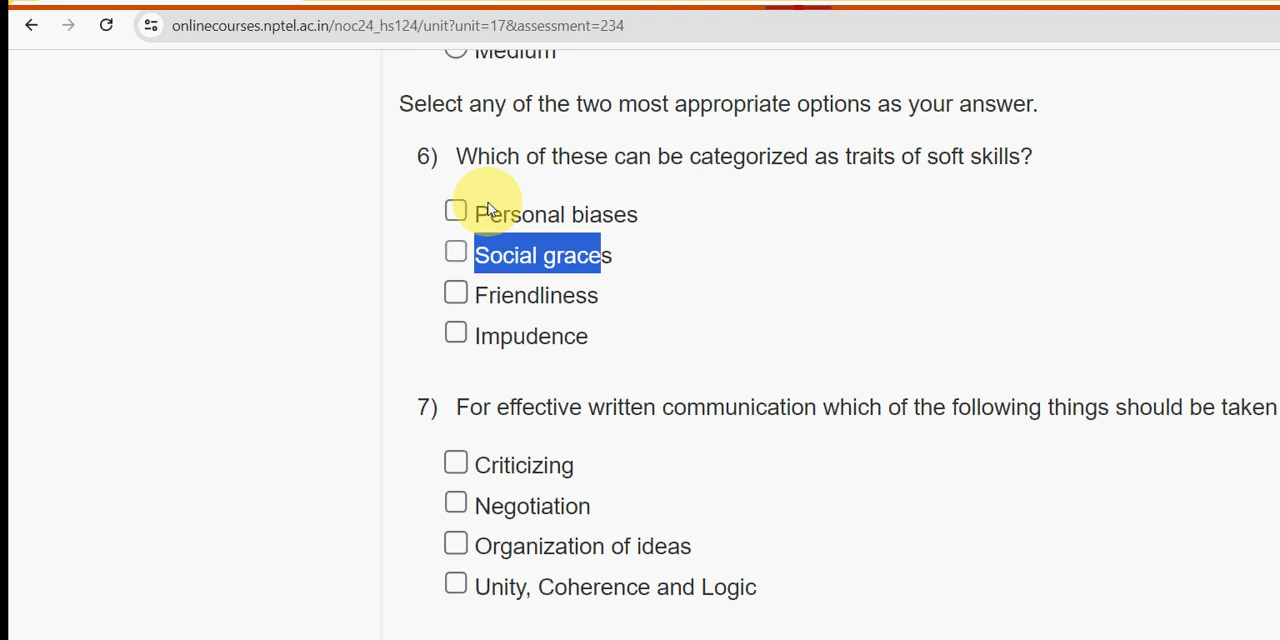 onlinecourses.nptel.ac.in/noc24_hs124/unit?unit=17&assessment=234
Medium
Select any of the two most appropriate options as your answer.
6) Which of these can be categorized as traits of soft skills?
Personal biases
Social graces
Friendliness
Impudence
7) For effective written communication which of the following things should be taken
Criticizing
Negotiation
Organization of ideas
Unity, Coherence and Logic